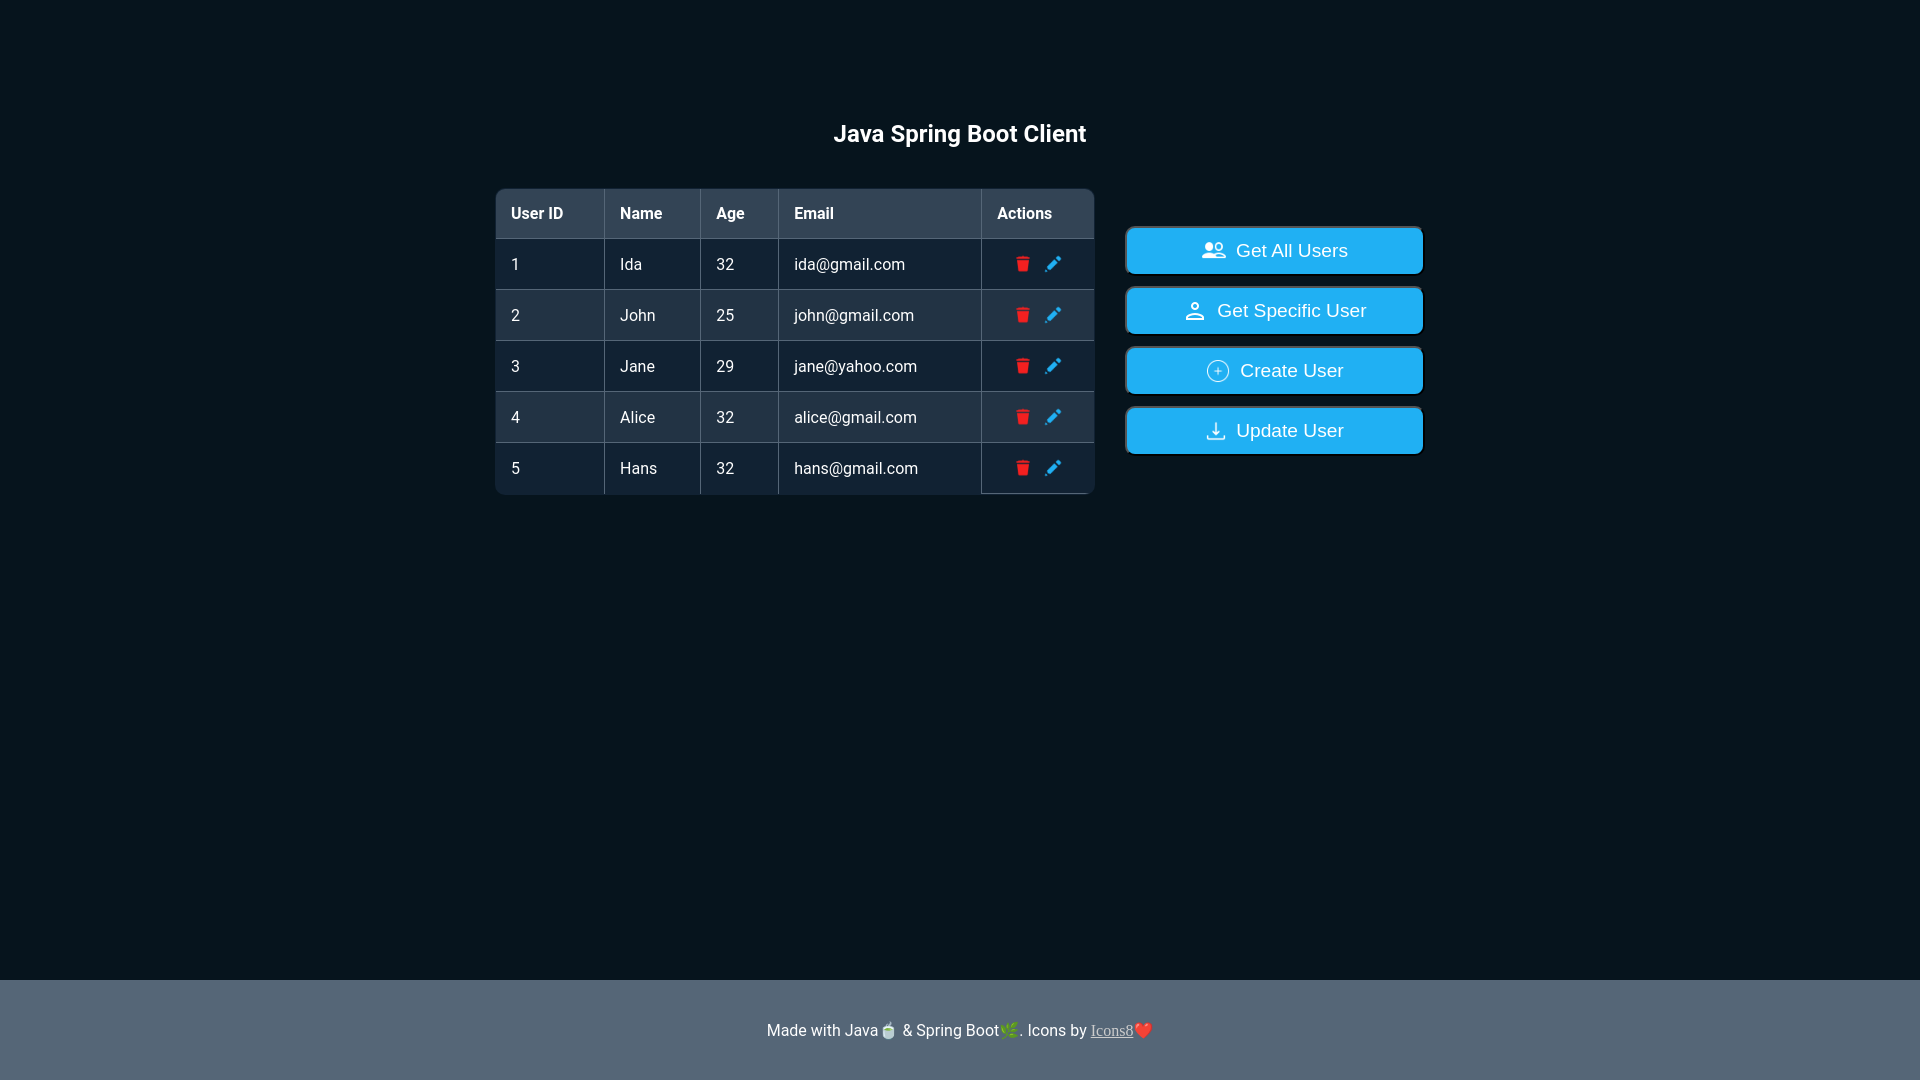 Java Spring Boot Client
User ID Name Age Email Actions
1 Ida 32 ida@gmail.com
2 John 25 john@gmail.com
3 Jane 29 jane@yahoo.com
4 Alice 32 alice@gmail.com
5 Hans 32 hans@gmail.com
Get All Users
Get Specific User
Create User
Update User
Made with Java🍵 & Spring Boot🌿. Icons by Icons8❤️